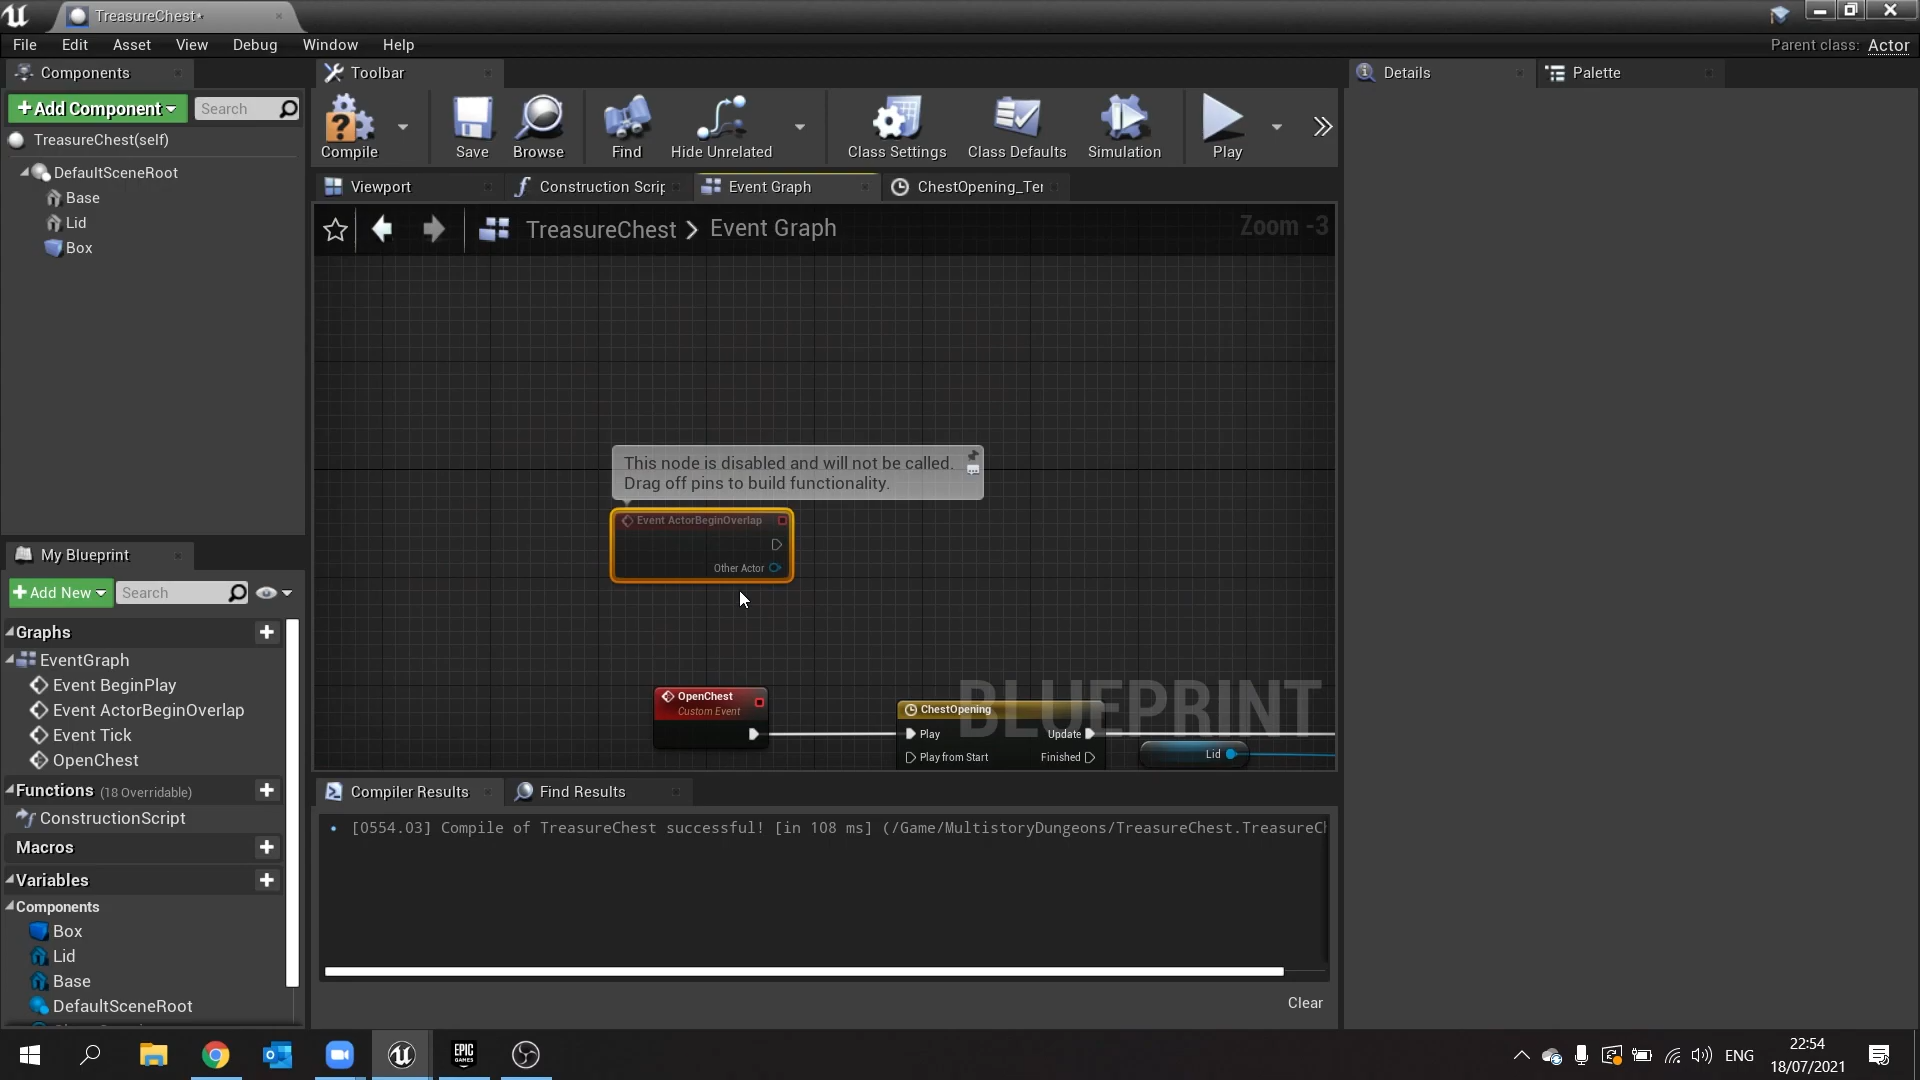 TreasureChest*
File Edit Asset View Debug Window Help
Parent class: Actor
Components
Toolbar
Details
Palette
+Add Component
Search
TreasureChest(self)
DefaultSceneRoot
Base
Lid
Box
Compile
Save
Browse
Find
Hide Unrelated
Class Settings
Class Defaults
Simulation
Play
Viewport
Construction Scrip
Event Graph
ChestOpening_Ter
TreasureChest > Event Graph
Zoom -3
This node is disabled and will not be called.
Drag off pins to build functionality.
Event ActorBeginOverlap
Other Actor
OpenChest
Custom Event
ChestOpening
Play
Update
Play from Start
Finished
Lid
BLUEPRINT
My Blueprint
+Add New
Search
Graphs
EventGraph
Event BeginPlay
Event ActorBeginOverlap
Event Tick
OpenChest
Functions (18 Overridable)
ConstructionScript
Macros
Variables
Components
Box
Lid
Base
DefaultSceneRoot
Compiler Results
Find Results
[0554.03] Compile of TreasureChest successful! [in 108 ms] (/Game/MultistoryDungeons/TreasureChest.TreasureCh
Clear
EPIC
GAMES
ENG
22:54
18/07/2021